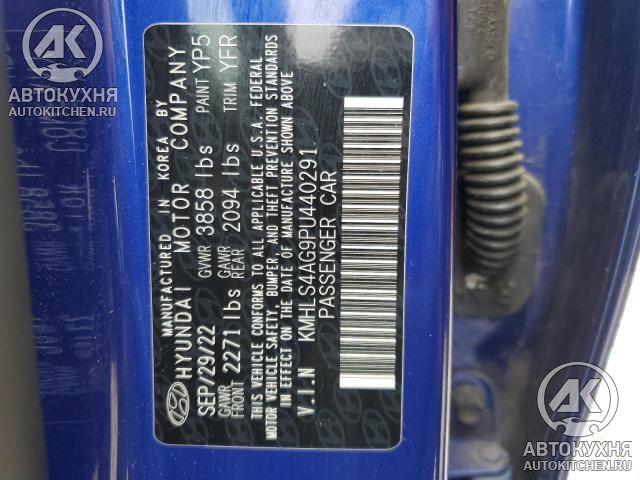 MANUFACTURED IN KOREA BY
HYUNDAI MOTOR COMPANY
SEP/29/22 GVWR 3858 lbs PAINT YP5
GAWR FRONT 2271 lbs GAWR REAR 2094 lbs TRIM YFR
THIS VEHICLE CONFORMS TO ALL APPLICABLE U.S.A. FEDERAL
MOTOR VEHICLE SAFETY, BUMPER, AND THEFT PREVENTION STANDARDS
IN EFFECT ON THE DATE OF MANUFACTURE SHOWN ABOVE
V.I.N KMHLS4AG9PU440291
PASSENGER CAR
АК
АВТОКУХНЯ
AUTOKITCHEN.RU
АК
АВТОКУХНЯ
AUTOKITCHEN.RU